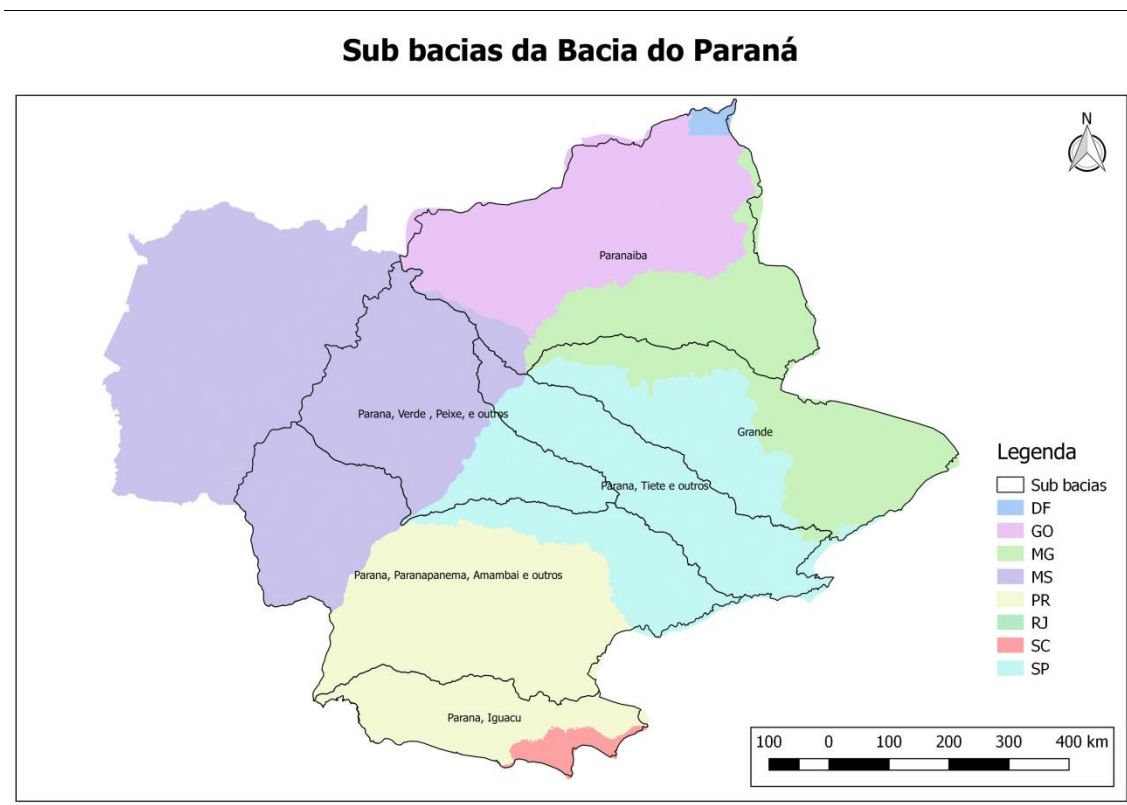 Sub bacias da Bacia do Paraná
N
Paranaiba
Parana, Verde , Peixe, e outros
Grande
Parana, Tiete e outros
Parana, Paranapanema, Amambai e outros
Parana, Iguacu
Legenda
Sub bacias
DF
GO
MG
MS
PR
RJ
SC
SP
100 0 100 200 300 400 km